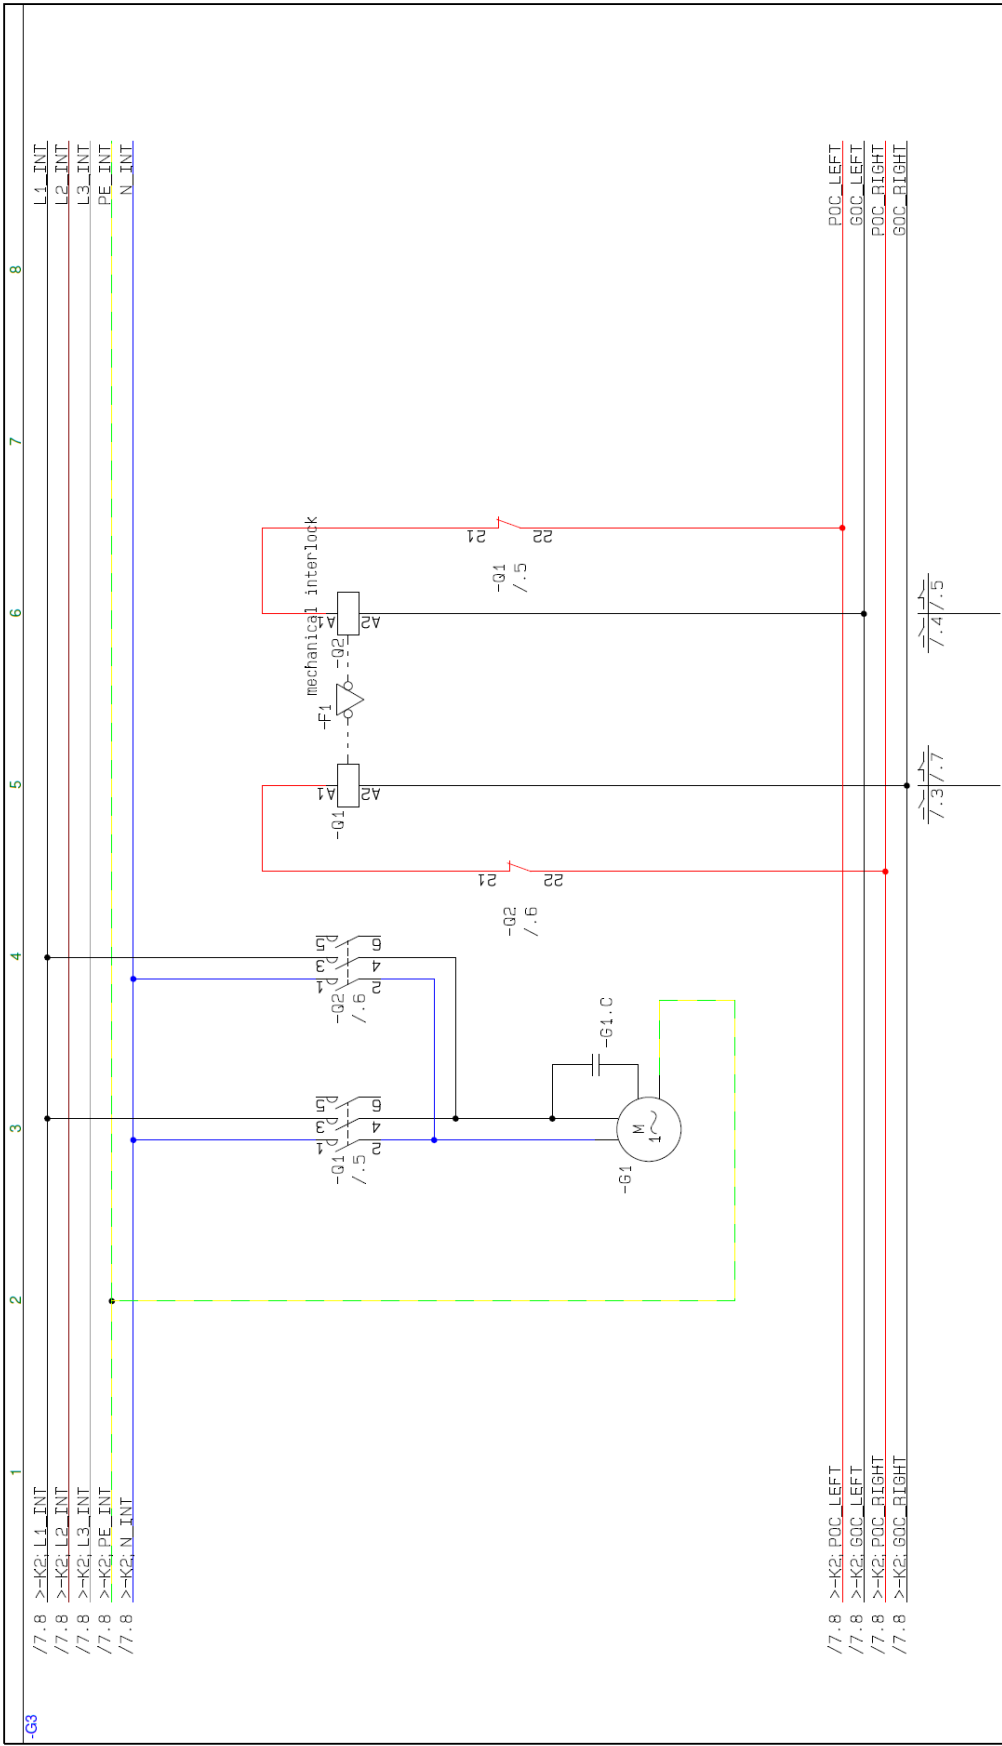 -G3
1
2
3
4
5
6
7
8
/7.8 >-K2; L1_INT
L1_INT
/7.8 >-K2; L2_INT
L2_INT
/7.8 >-K2; L3_INT
L3_INT
/7.8 >-K2; PE_INT
PE_INT
/7.8 >-K2; N_INT
N_INT
-Q1
/.5
1
2
3
4
5
6
-Q2
/.6
1
2
3
4
5
6
-G1
M
1~
-G1.C
-Q1
A1
A2
-F1
mechanical interlock
-Q2
A1
A2
-Q2
/.6
21
22
-Q1
/.5
21
22
/7.8 >-K2; POC_LEFT
POC_LEFT
/7.8 >-K2; GOC_LEFT
GOC_LEFT
/7.8 >-K2; POC_RIGHT
POC_RIGHT
/7.8 >-K2; GOC_RIGHT
GOC_RIGHT
/.3 /.7
/.4 /.5